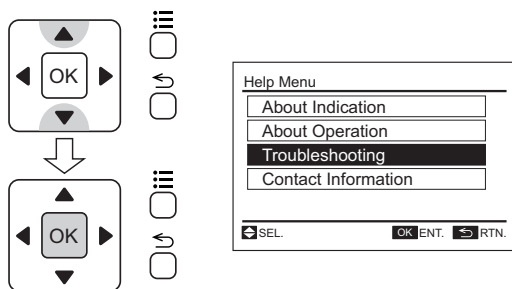 OK
OK
Help Menu
About Indication
About Operation
Troubleshooting
Contact Information
SEL. OK ENT. RTN.